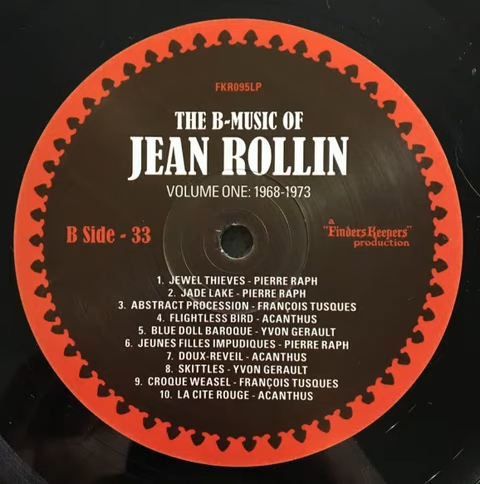 FKR095LP
THE B-MUSIC OF
JEAN ROLLIN
VOLUME ONE: 1968-1973
B Side - 33
a
"Finders Keepers"
production
1. JEWEL THIEVES - PIERRE RAPH
2. JADE LAKE - PIERRE RAPH
3. ABSTRACT PROCESSION - FRANÇOIS TUSQUES
4. FLIGHTLESS BIRD - ACANTHUS
5. BLUE DOLL BAROQUE - YVON GERAULT
6. JEUNES FILLES IMPUDIQUES - PIERRE RAPH
7. DOUX-REVEIL - ACANTHUS
8. SKITTLES - YVON GERAULT
9. CROQUE WEASEL - FRANÇOIS TUSQUES
10. LA CITE ROUGE - ACANTHUS